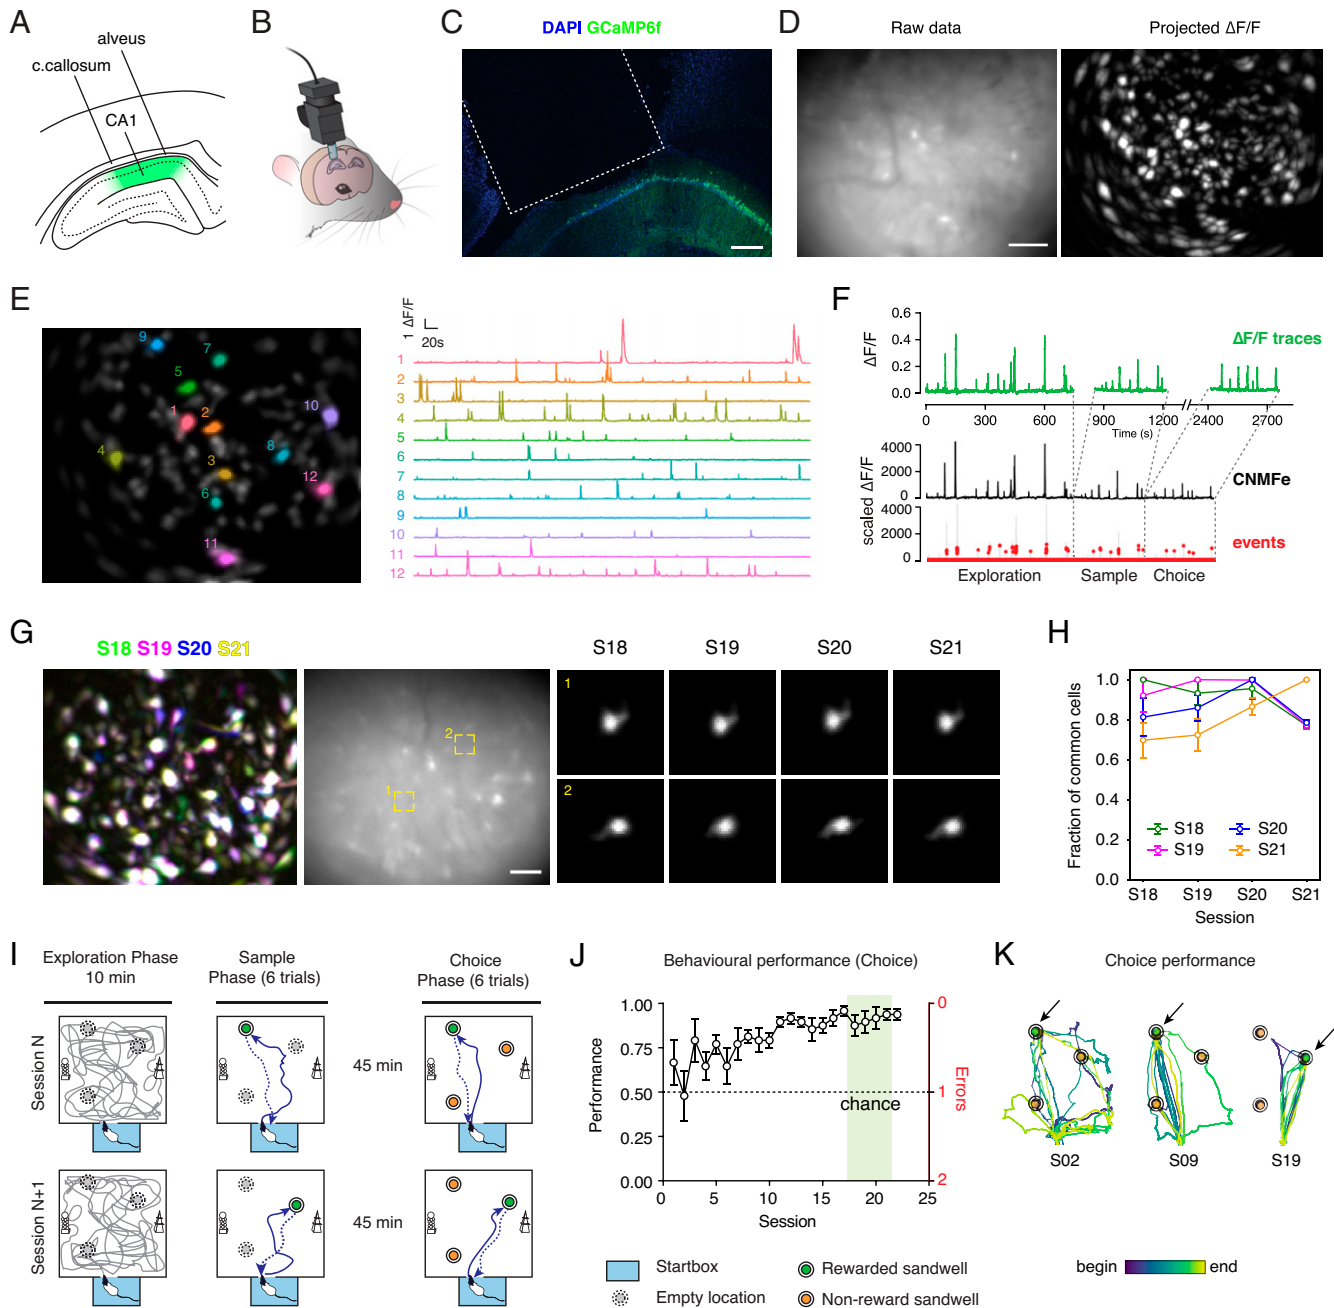 A
alveus
c.callosum
CA1
B
C
DAPI GCaMP6f
D
Raw data
Projected ΔF/F
E
9
7
5
1
2
10
4
8
3
12
6
11
1 ΔF/F
20s
1
2
3
4
5
6
7
8
9
10
11
12
F
0.6
0.4
0.2
0.0
ΔF/F
ΔF/F traces
0
300
600
900
1200
2400
2700
Time (s)
4000
2000
0
CNMFe
scaled ΔF/F
4000
2000
0
events
Exploration
Sample
Choice
G
S18 S19 S20 S21
2
1
S18
S19
S20
S21
1
2
H
1.0
0.8
0.6
0.4
0.2
0.0
Fraction of common cells
S18
S20
S19
S21
S18
S19
S20
S21
Session
I
Exploration Phase
10 min
Sample
Phase (6 trials)
Choice
Phase (6 trials)
Session N
45 min
Session N+1
45 min
J
Behavioural performance (Choice)
1.00
0.75
0.50
0.25
0.00
Performance
chance
0
1
2
Errors
0
5
10
15
20
25
Session
Startbox
Empty location
Rewarded sandwell
Non-reward sandwell
K
Choice performance
S02
S09
S19
begin
end